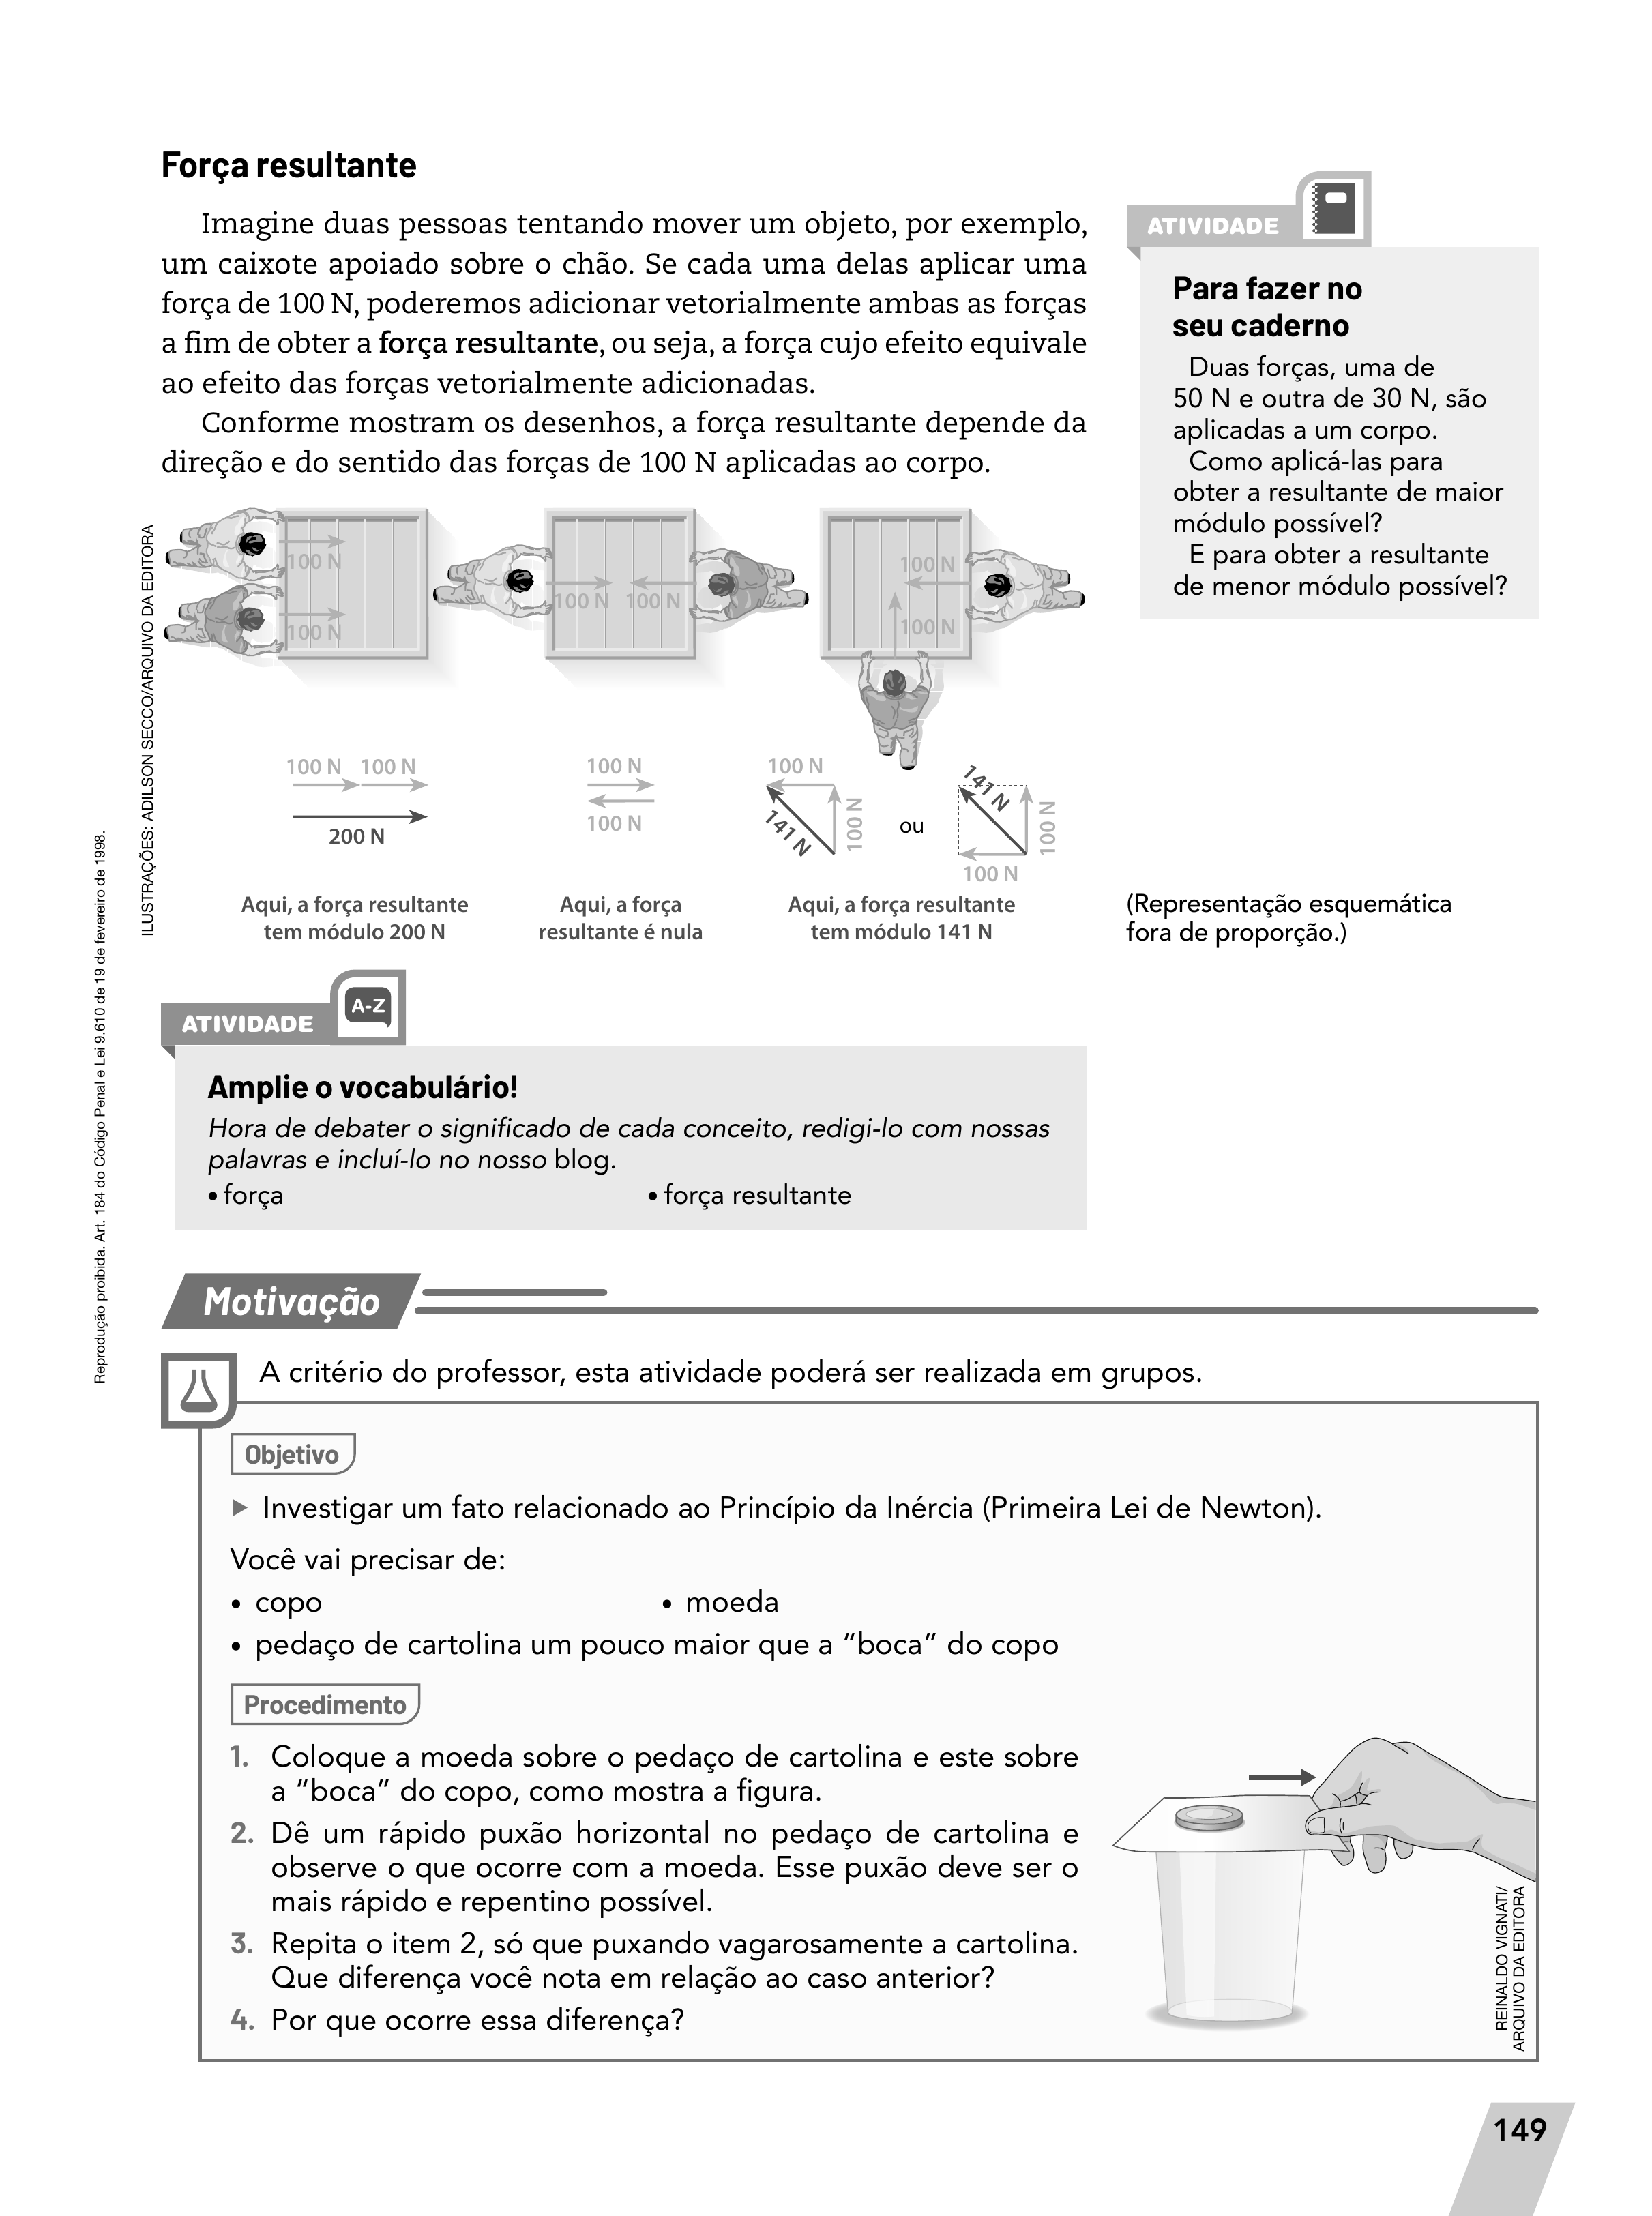 Força resultante
Imagine duas pessoas tentando mover um objeto, por exemplo,
um caixote apoiado sobre o chão. Se cada uma delas aplicar uma
força de 100 N, poderemos adicionar vetorialmente ambas as forças
a fim de obter a força resultante, ou seja, a força cujo efeito equivale
ao efeito das forças vetorialmente adicionadas.
Conforme mostram os desenhos, a força resultante depende da
direção e do sentido das forças de 100 N aplicadas ao corpo.
ATIVIDADE
Para fazer no
seu caderno
Duas forças, uma de
50 N e outra de 30 N, são
aplicadas a um corpo.
Como aplicá-las para
obter a resultante de maior
módulo possível?
E para obter a resultante
de menor módulo possível?
100 N
100 N
100 N 100 N
100 N
100 N
100 N 100 N
200 N
100 N
100 N
100 N
100 N
141 N
ou
141 N
100 N
100 N
Aqui, a força resultante
tem módulo 200 N
Aqui, a força
resultante é nula
Aqui, a força resultante
tem módulo 141 N
(Representação esquemática
fora de proporção.)
ILUSTRAÇÕES: ADILSON SECCO/ARQUIVO DA EDITORA
Reprodução proibida. Art. 184 do Código Penal e Lei 9.610 de 19 de fevereiro de 1998.
ATIVIDADE
A-Z
Amplie o vocabulário!
Hora de debater o significado de cada conceito, redigi-lo com nossas
palavras e incluí-lo no nosso blog.
• força • força resultante
Motivação
A critério do professor, esta atividade poderá ser realizada em grupos.
Objetivo
Investigar um fato relacionado ao Princípio da Inércia (Primeira Lei de Newton).
Você vai precisar de:
• copo • moeda
• pedaço de cartolina um pouco maior que a “boca” do copo
Procedimento
1. Coloque a moeda sobre o pedaço de cartolina e este sobre
a “boca” do copo, como mostra a figura.
2. Dê um rápido puxão horizontal no pedaço de cartolina e
observe o que ocorre com a moeda. Esse puxão deve ser o
mais rápido e repentino possível.
3. Repita o item 2, só que puxando vagarosamente a cartolina.
Que diferença você nota em relação ao caso anterior?
4. Por que ocorre essa diferença?
REINALDO VIGNATI/
ARQUIVO DA EDITORA
149